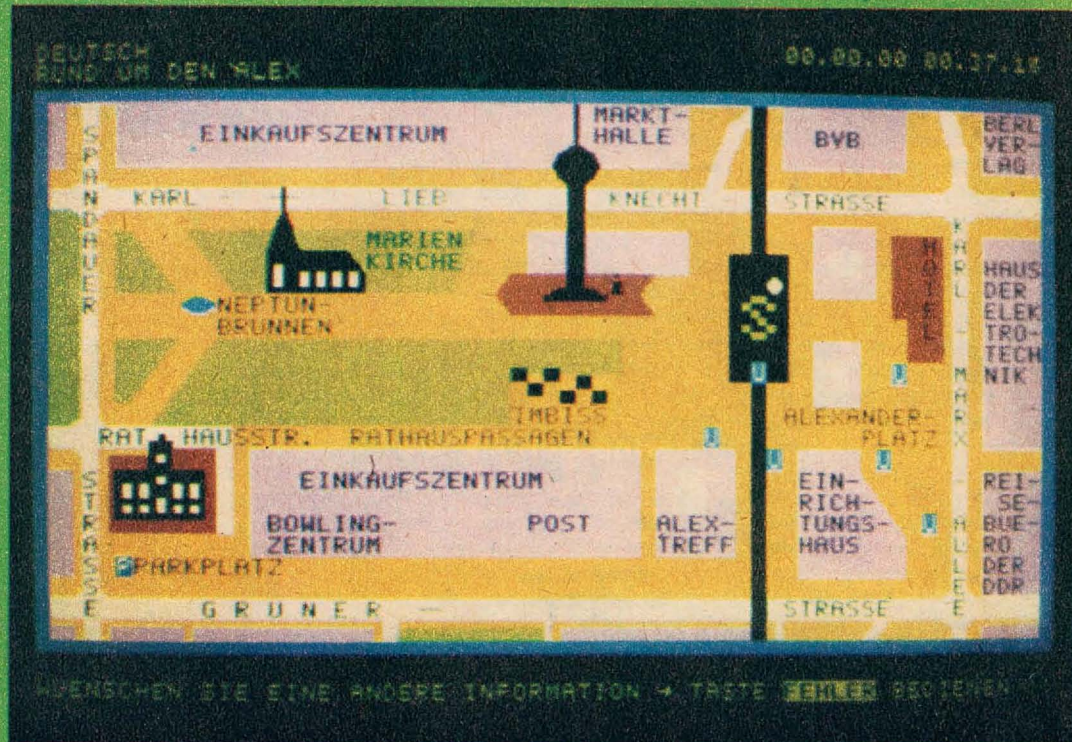 DEUTSCH
RUND UM DEN ALEX
00.00.00 00.37.10
EINKAUFSZENTRUM
MARKT-
HALLE
BVB
BERL
VER-
LAG
KARL - LIEB KNECHT STRASSE
SPANDAUER
MARIEN
KIRCHE
NEPTUN-
BRUNNEN
S
HOTEL
KARL - MARX - ALLEE
HAUS
DER
ELEK
TRO-
TECH
NIK
U
U
IMBISS
ALEXANDER-
PLATZ
RAT HAUSSTR. RATHAUSPASSAGEN
U
U
U
STRASSE
EINKAUFSZENTRUM
BOWLING-
ZENTRUM
POST
ALEX-
TREFF
EIN-
RICH-
TUNGS-
HAUS
U
REI-
SE-
BUE-
RO
DER
DDR
P PARKPLATZ
GRUNER - STRASSE
WUENSCHEN SIE EINE ANDERE INFORMATION → TASTE FEHLER BEDIENEN